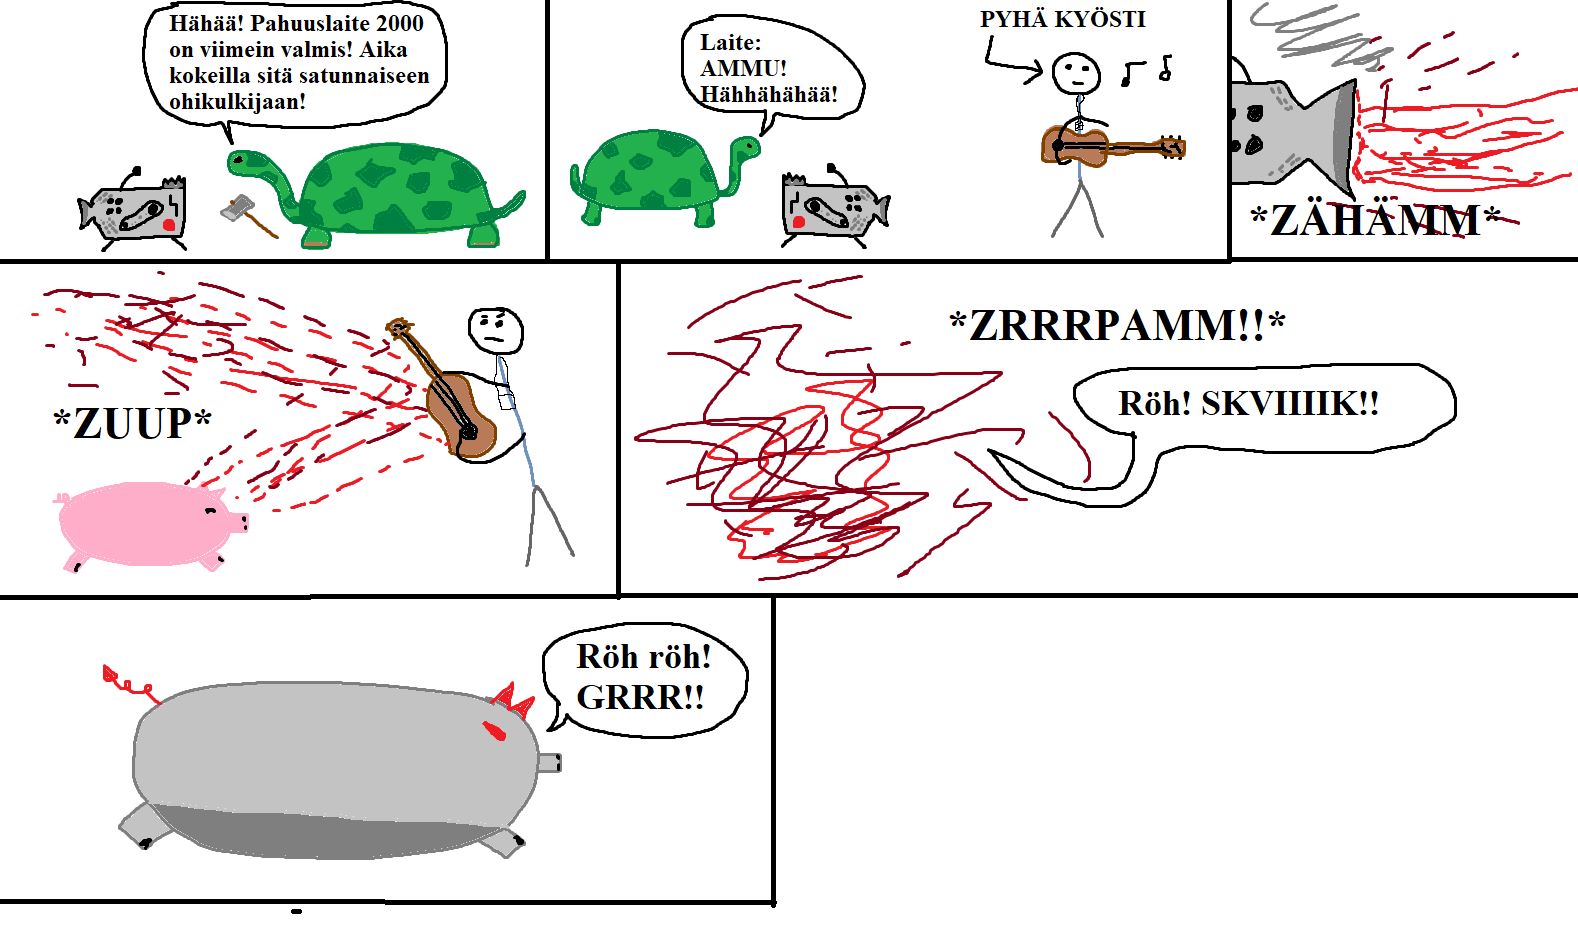 Hähää! Pahuuslaite 2000
on viimein valmis! Aika
kokeilla sitä satunnaiseen
ohikulkijaan!
Laite:
AMMU!
Hähhähähää!
PYHÄ KYÖSTI
*ZÄHÄMM*
*ZUUP*
*ZRRRPAMM!!*
Röh! SKVIIIIK!!
Röh röh!
GRRR!!